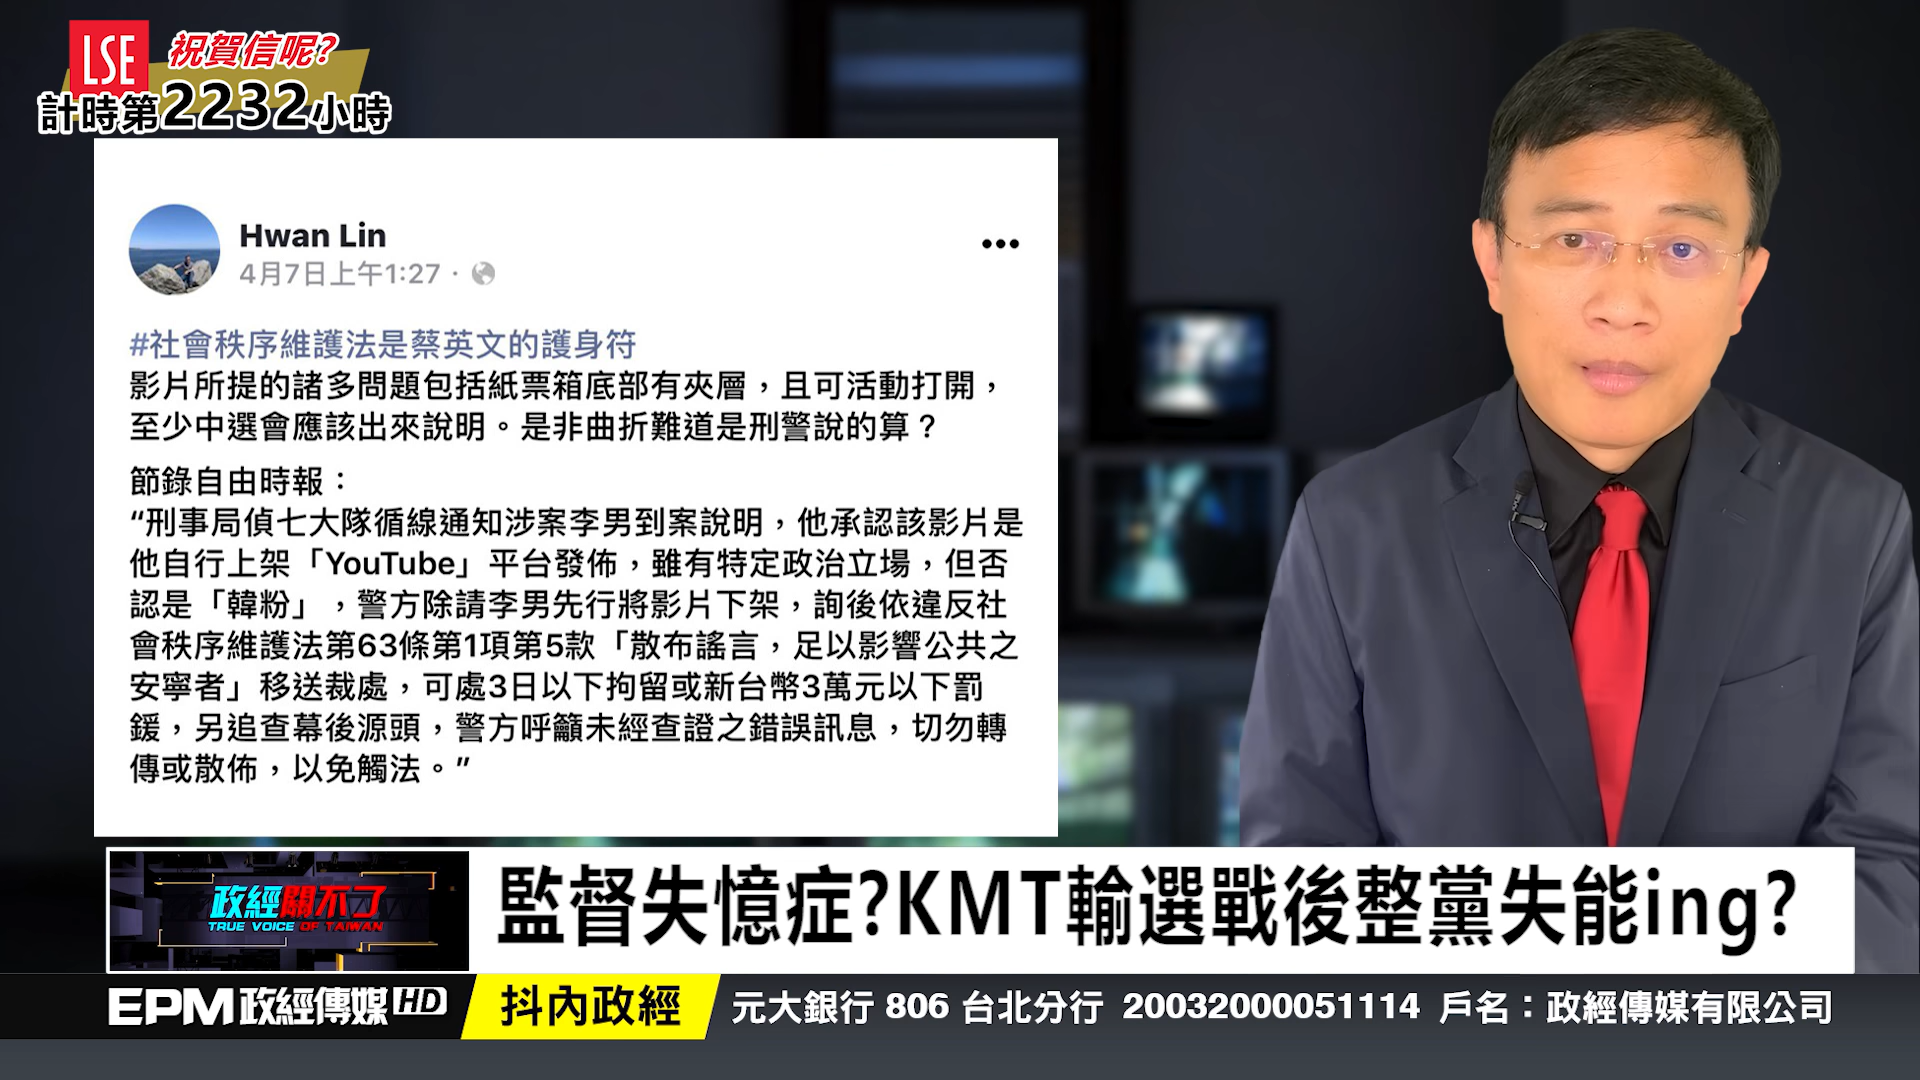 LSE
祝賀信呢?
計時第2232小時
Hwan Lin
4月7日上午1:27 ·
#社會秩序維護法是蔡英文的護身符
影片所提的諸多問題包括紙票箱底部有夾層，且可活動打開，
至少中選會應該出來說明。是非曲折難道是刑警說的算？
節錄自由時報：
“刑事局偵七大隊循線通知涉案李男到案說明，他承認該影片是
他自行上架「YouTube」平台發佈，雖有特定政治立場，但否
認是「韓粉」，警方除請李男先行將影片下架，詢後依違反社
會秩序維護法第63條第1項第5款「散布謠言，足以影響公共之
安寧者」移送裁處，可處3日以下拘留或新台幣3萬元以下罰
鍰，另追查幕後源頭，警方呼籲未經查證之錯誤訊息，切勿轉
傳或散佈，以免觸法。”
政經關不了
TRUE VOICE OF TAIWAN
監督失憶症?KMT輸選戰後整黨失能ing?
EPM政經傳媒HD
抖內政經
元大銀行 806 台北分行 20032000051114 戶名：政經傳媒有限公司